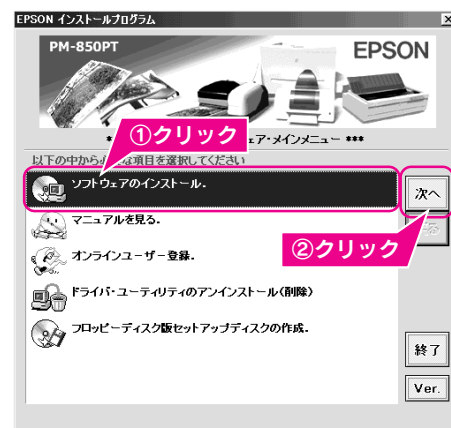 EPSON インストールプログラム
PM-850PT
EPSON
ェア・メインメニュー ***
①クリック
以下の中から
な項目を選択してください
ソフトウェアのインストール.
次へ
マニュアルを見る.
②クリック
オンラインユーザー登録.
ドライバ・ユーティリティのアンインストール(削除)
フロッピーディスク版セットアップディスクの作成.
終了
Ver.